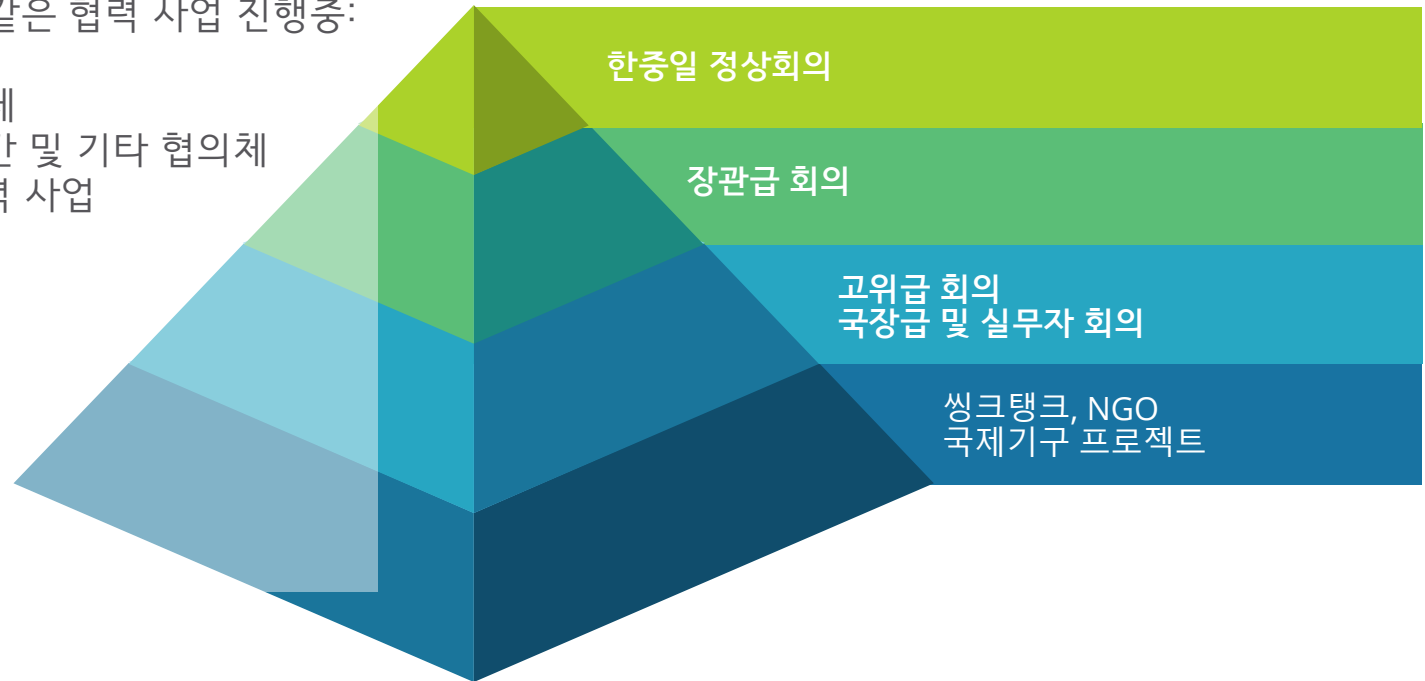 같은 협력 사업 진행중:
체
간 및 기타 협의체
력 사업
한중일 정상회의
장관급 회의
고위급 회의
국장급 및 실무자 회의
씽크탱크, NGO
국제기구 프로젝트